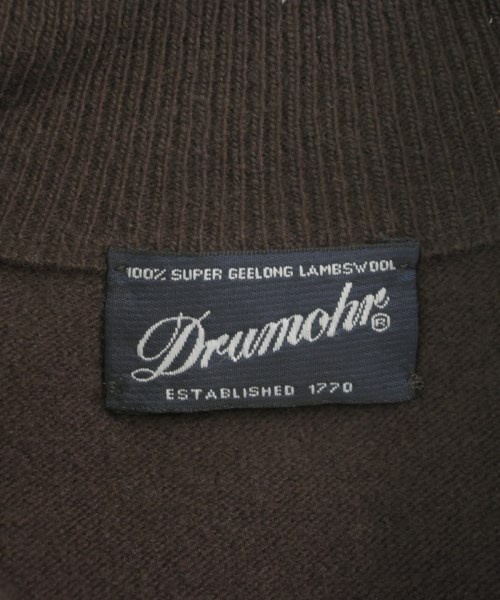 100% SUPER GEELONG LAMBSWOOL
Drumohr®
ESTABLISHED 1770